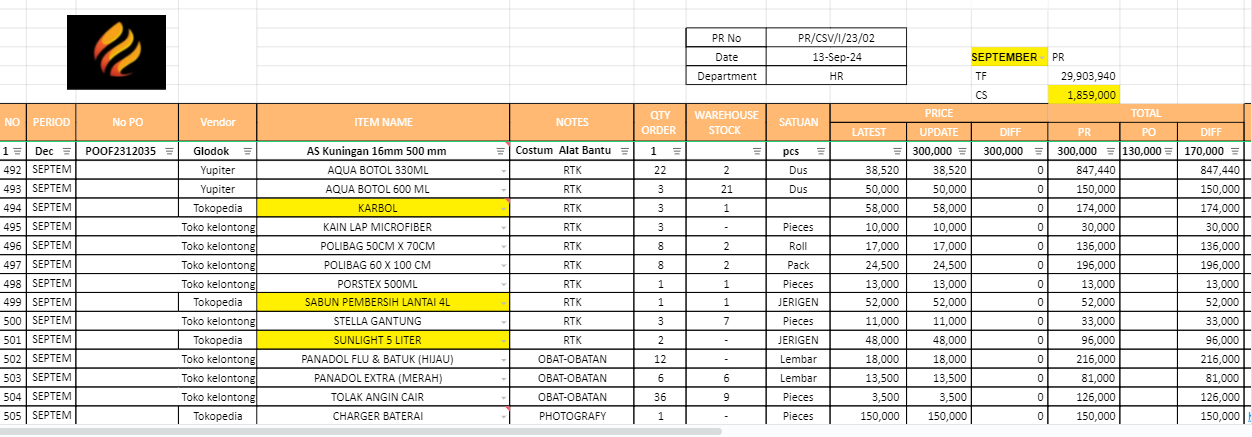 PR No PR/CSV/I/23/02
Date 13-Sep-24 SEPTEMBER PR
Department HR TF 29,903,940
CS 1,859,000
NO PERIOD No PO Vendor ITEM NAME NOTES QTY ORDER WAREHOUSE STOCK SATUAN PRICE TOTAL
LATEST UPDATE DIFF PR PO DIFF
1 Dec POOF2312035 Glodok AS Kuningan 16mm 500 mm Costum Alat Bantu 1 pcs 300,000 300,000 300,000 130,000 170,000
492 SEPTEM Yupiter AQUA BOTOL 330ML RTK 22 2 Dus 38,520 38,520 0 847,440 847,440
493 SEPTEM Yupiter AQUA BOTOL 600 ML RTK 3 21 Dus 50,000 50,000 0 150,000 150,000
494 SEPTEM Tokopedia KARBOL RTK 3 1 58,000 58,000 0 174,000 174,000
495 SEPTEM Toko kelontong KAIN LAP MICROFIBER RTK 3 - Pieces 10,000 10,000 0 30,000 30,000
496 SEPTEM Toko kelontong POLIBAG 50CM X 70CM RTK 8 2 Roll 17,000 17,000 0 136,000 136,000
497 SEPTEM Toko kelontong POLIBAG 60 X 100 CM RTK 8 2 Pack 24,500 24,500 0 196,000 196,000
498 SEPTEM Toko kelontong PORSTEX 500ML RTK 1 1 Pieces 13,000 13,000 0 13,000 13,000
499 SEPTEM Tokopedia SABUN PEMBERSIH LANTAI 4L RTK 1 1 JERIGEN 52,000 52,000 0 52,000 52,000
500 SEPTEM Toko kelontong STELLA GANTUNG RTK 3 7 Pieces 11,000 11,000 0 33,000 33,000
501 SEPTEM Tokopedia SUNLIGHT 5 LITER RTK 2 - JERIGEN 48,000 48,000 0 96,000 96,000
502 SEPTEM Toko kelontong PANADOL FLU & BATUK (HIJAU) OBAT-OBATAN 12 - Lembar 18,000 18,000 0 216,000 216,000
503 SEPTEM Toko kelontong PANADOL EXTRA (MERAH) OBAT-OBATAN 6 6 Lembar 13,500 13,500 0 81,000 81,000
504 SEPTEM Toko kelontong TOLAK ANGIN CAIR OBAT-OBATAN 36 9 Pieces 3,500 3,500 0 126,000 126,000
505 SEPTEM Tokopedia CHARGER BATERAI PHOTOGRAFY 1 - Pieces 150,000 150,000 0 150,000 150,000